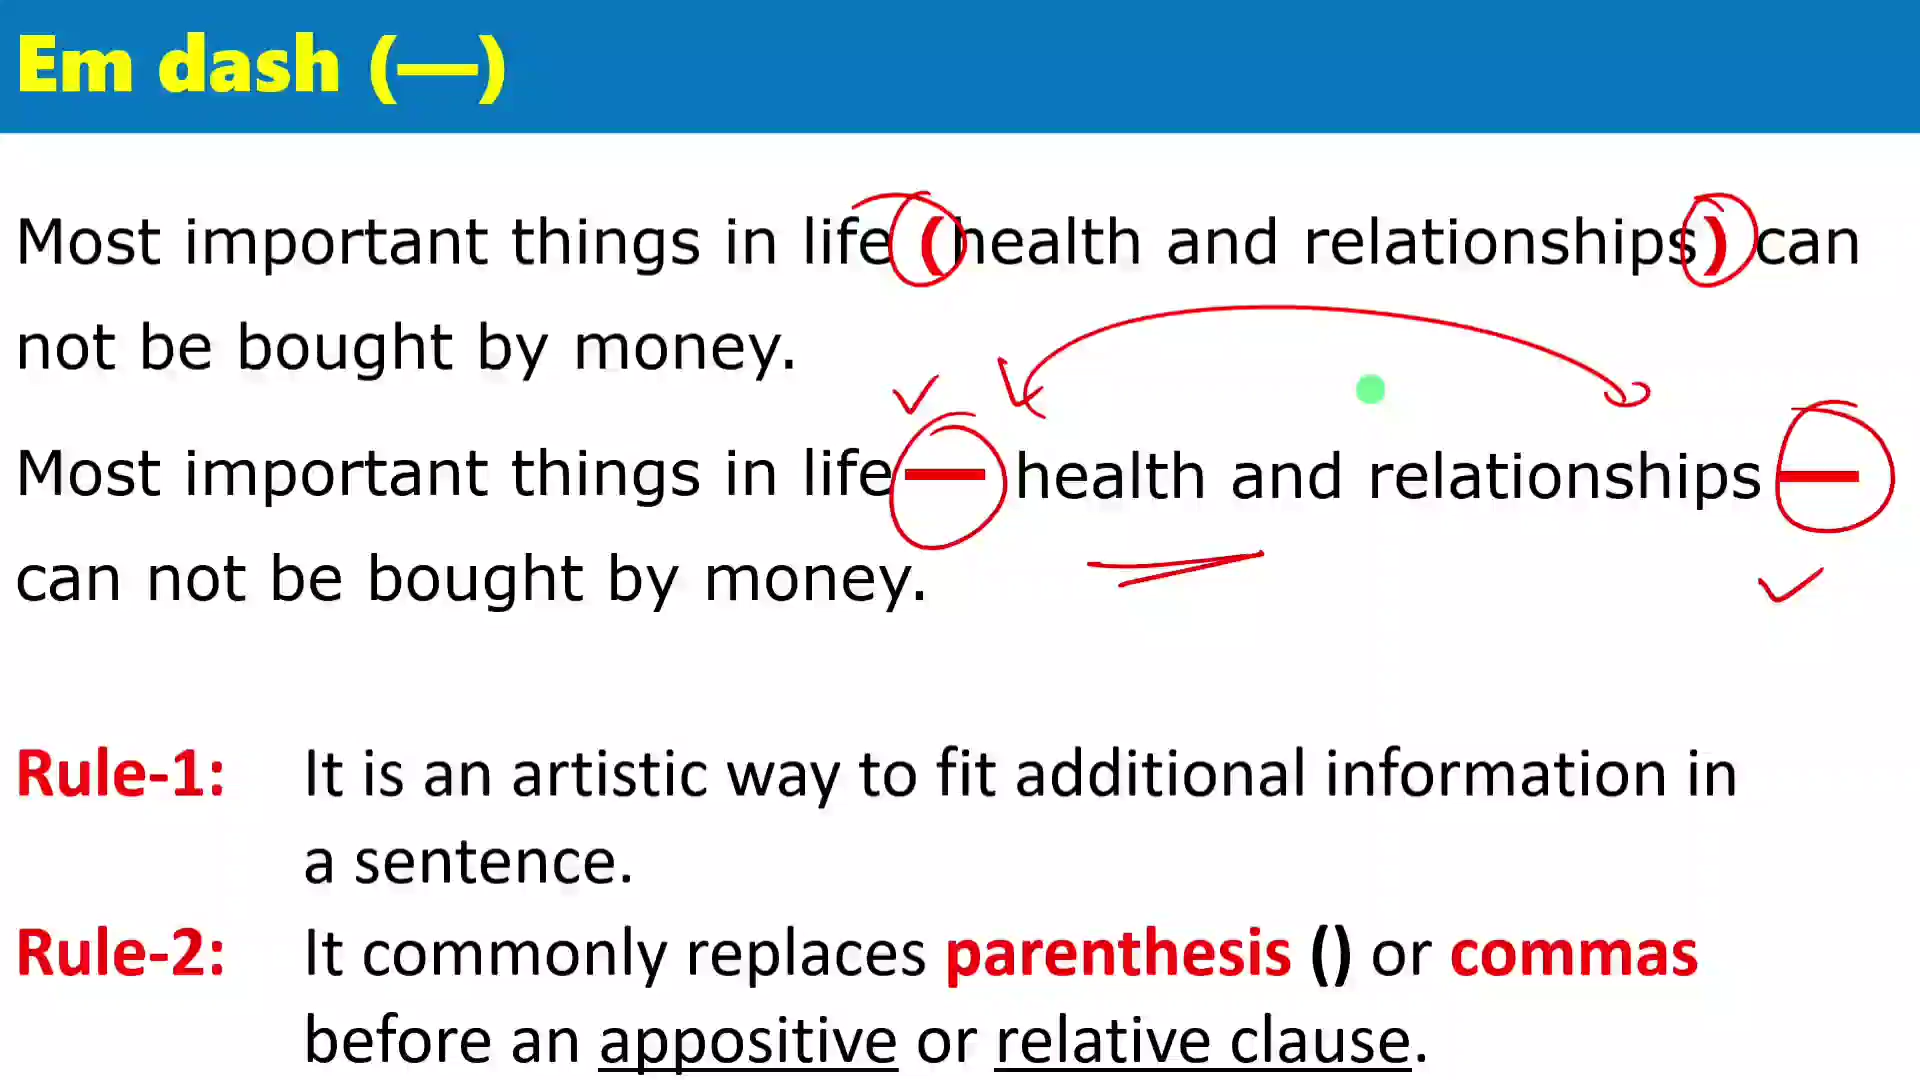 Em dash (—)
Most important things in life (health and relationships) can
not be bought by money.
Most important things in life — health and relationships —
can not be bought by money.
Rule-1: It is an artistic way to fit additional information in
a sentence.
Rule-2: It commonly replaces parenthesis () or commas
before an appositive or relative clause.